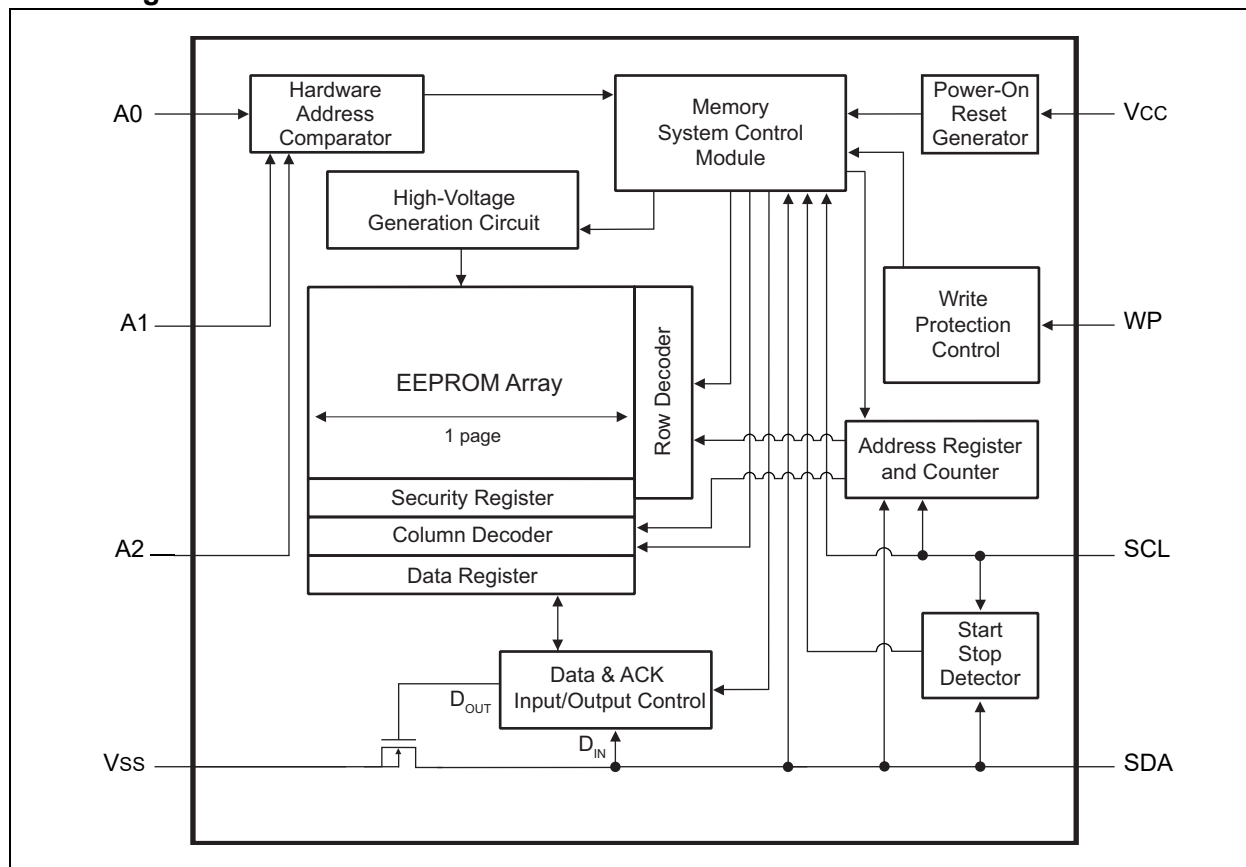 Hardware
Address
Comparator
Memory
System Control
Module
Power-On
Reset
Generator
A0
VCC
High-Voltage
Generation Circuit
Write
Protection
Control
A1
WP
EEPROM Array
1 page
Row Decoder
Address Register
and Counter
Security Register
Column Decoder
Data Register
A2
SCL
Start
Stop
Detector
Data & ACK
Input/Output Control
DOUT
DIN
VSS
SDA